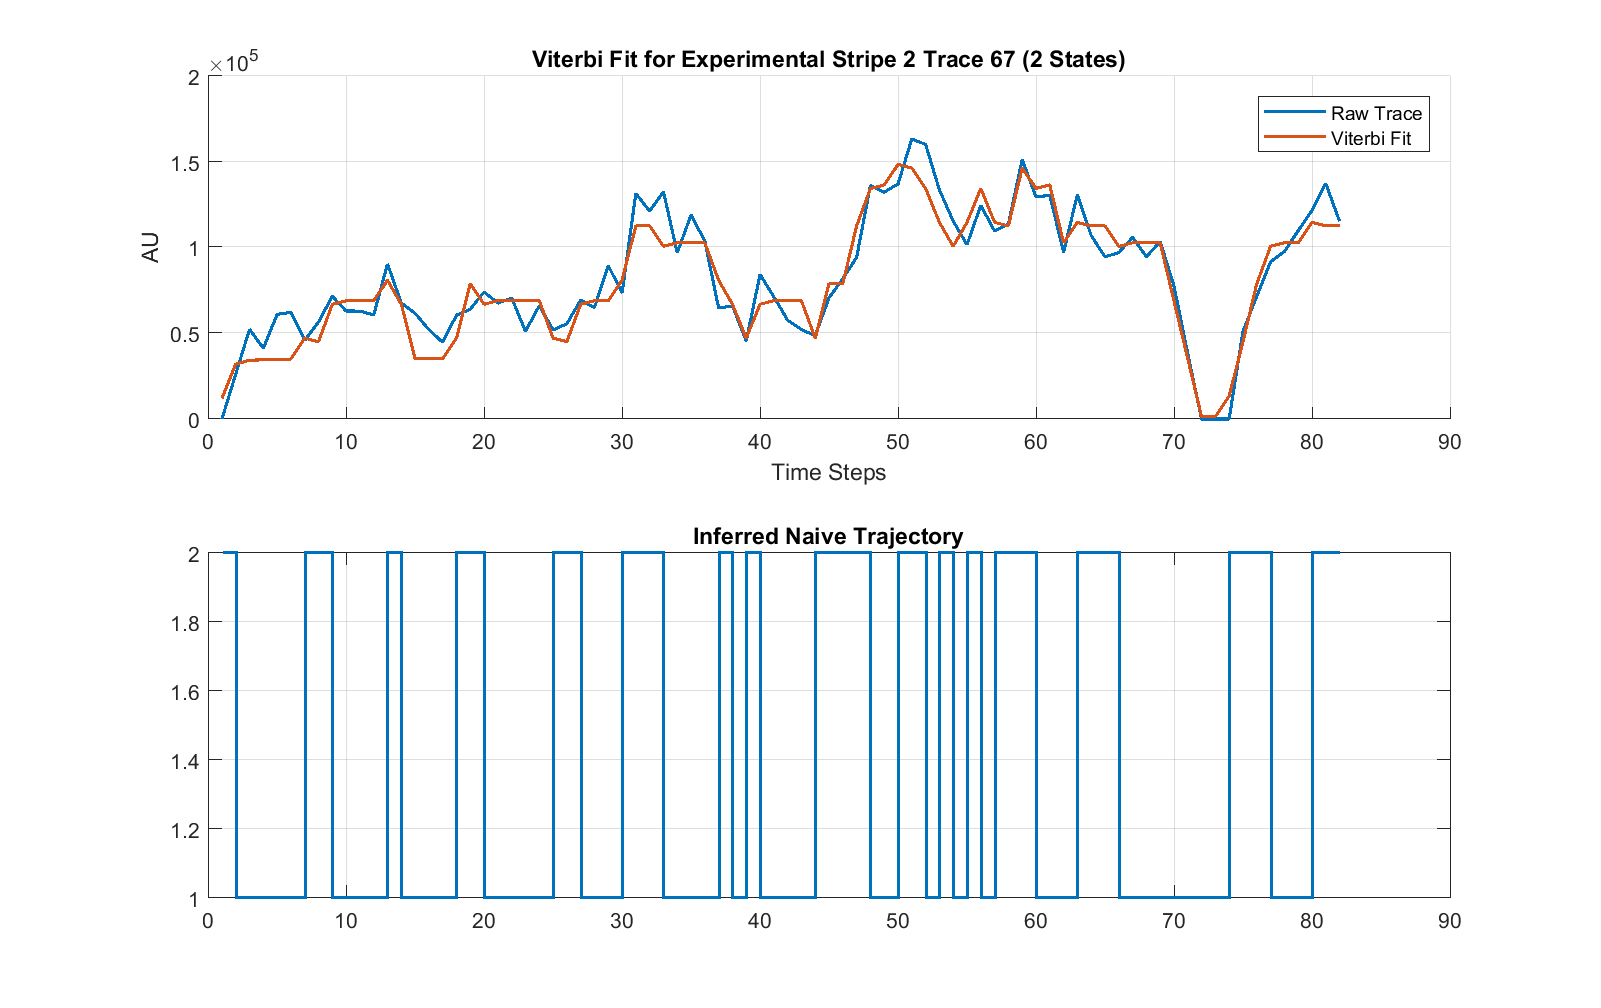 Viterbi Fit for Experimental Stripe 2 Trace 67 (2 States)
×10^5
2
1.5
1
0.5
0
AU
Raw Trace
Viterbi Fit
0 10 20 30 40 50 60 70 80 90
Time Steps
Inferred Naive Trajectory
2
1.8
1.6
1.4
1.2
1
0 10 20 30 40 50 60 70 80 90